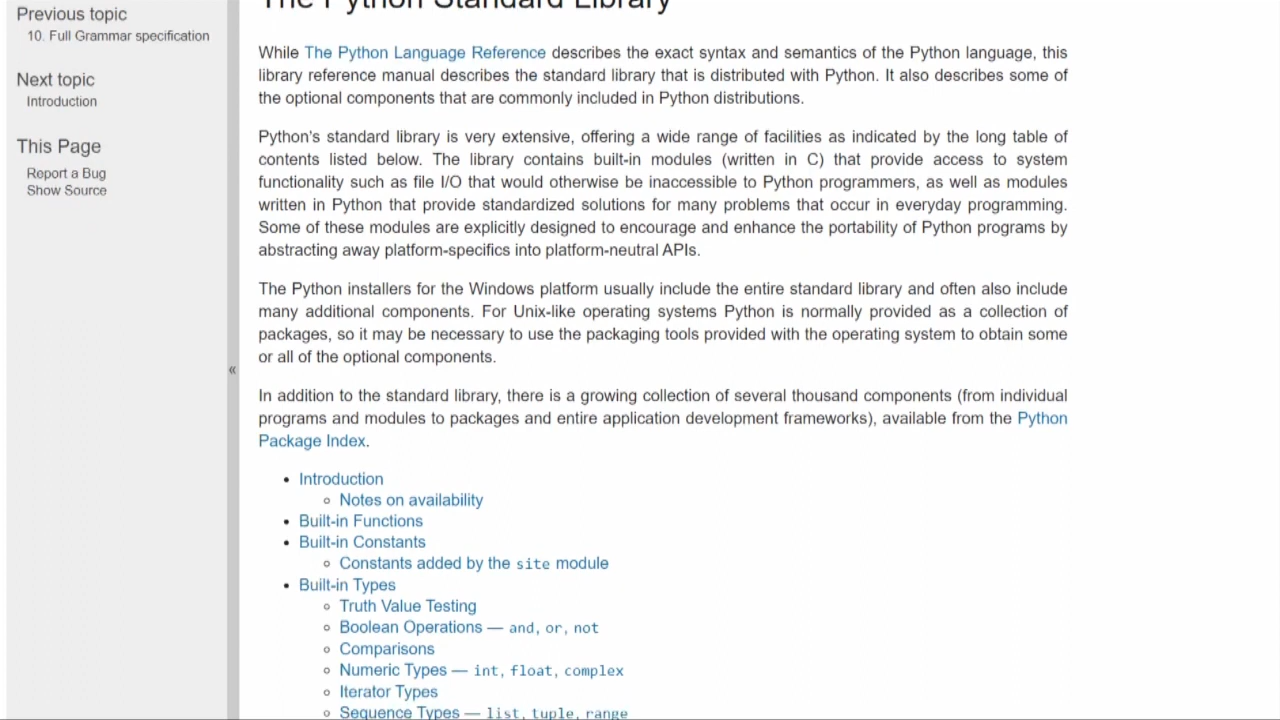 The Python Standard Library
Previous topic
10. Full Grammar specification
Next topic
Introduction
This Page
Report a Bug
Show Source
«
While The Python Language Reference describes the exact syntax and semantics of the Python language, this
library reference manual describes the standard library that is distributed with Python. It also describes some of
the optional components that are commonly included in Python distributions.
Python's standard library is very extensive, offering a wide range of facilities as indicated by the long table of
contents listed below. The library contains built-in modules (written in C) that provide access to system
functionality such as file I/O that would otherwise be inaccessible to Python programmers, as well as modules
written in Python that provide standardized solutions for many problems that occur in everyday programming.
Some of these modules are explicitly designed to encourage and enhance the portability of Python programs by
abstracting away platform-specifics into platform-neutral APIs.
The Python installers for the Windows platform usually include the entire standard library and often also include
many additional components. For Unix-like operating systems Python is normally provided as a collection of
packages, so it may be necessary to use the packaging tools provided with the operating system to obtain some
or all of the optional components.
In addition to the standard library, there is a growing collection of several thousand components (from individual
programs and modules to packages and entire application development frameworks), available from the Python
Package Index.
• Introduction
◦ Notes on availability
• Built-in Functions
• Built-in Constants
◦ Constants added by the site module
• Built-in Types
◦ Truth Value Testing
◦ Boolean Operations — and, or, not
◦ Comparisons
◦ Numeric Types — int, float, complex
◦ Iterator Types
◦ Sequence Types — list, tuple, range